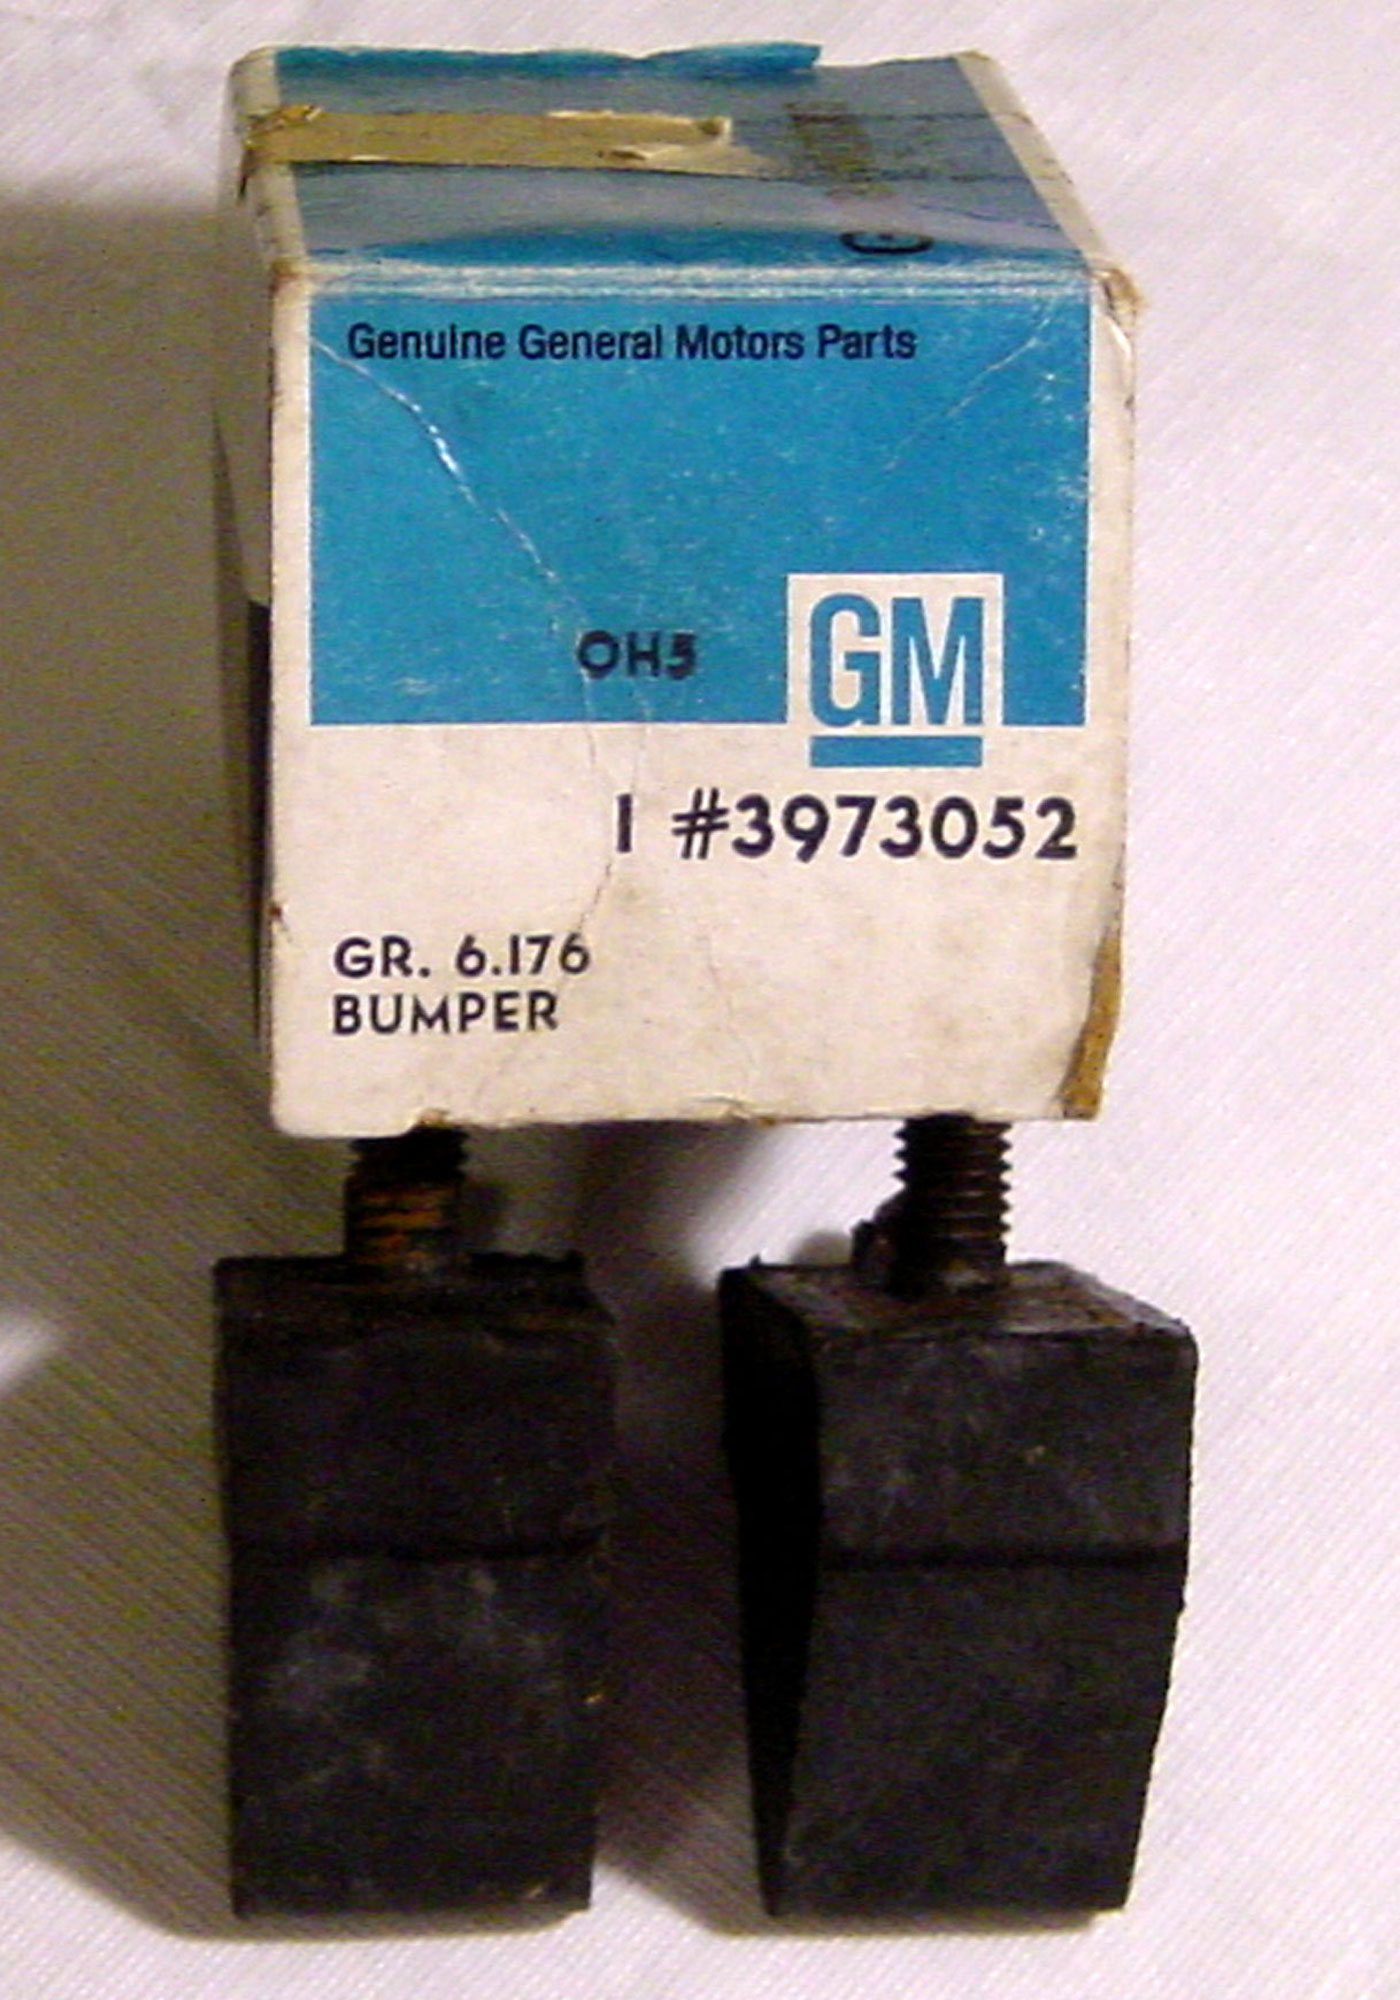 Genuine General Motors Parts
OH5
GM
1 #3973052
GR. 6.176
BUMPER